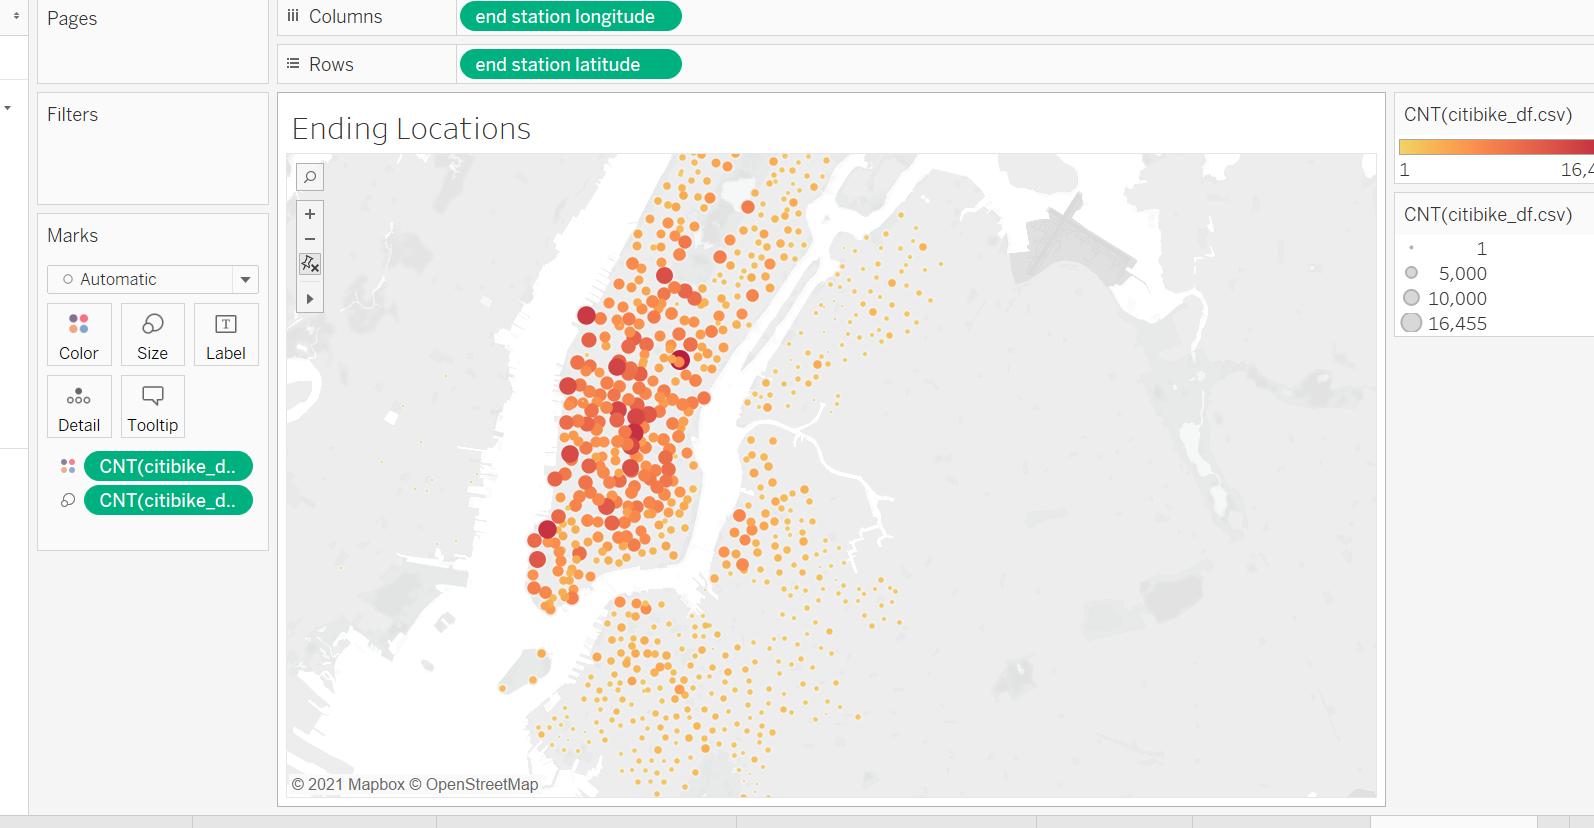 Pages
Columns
end station longitude
Rows
end station latitude
Filters
Marks
Automatic
Color
Size
Label
Detail
Tooltip
CNT(citibike_d..
CNT(citibike_d..
Ending Locations
© 2021 Mapbox © OpenStreetMap
CNT(citibike_df.csv)
1
16,4
CNT(citibike_df.csv)
1
5,000
10,000
16,455